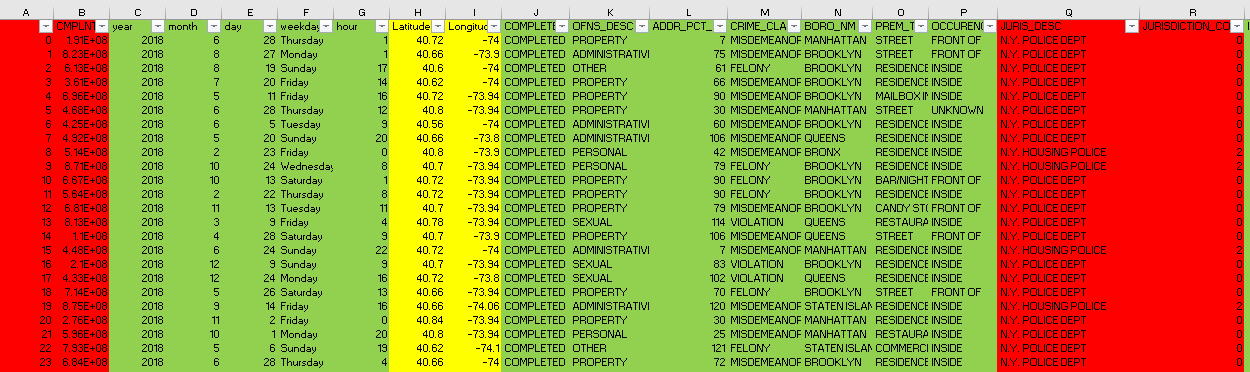 A B C D E F G H I J K L M N O P Q R
CMPLNT year month day weekday hour Latitude Longitud COMPLETE OFNS_DESC ADDR_PCT_ CRIME_CLA BORO_NM PREM_T OCCUREN JURIS_DESC JURISDICTION_CO
0 1.91E+08 2018 6 28 Thursday 1 40.72 -74 COMPLETED PROPERTY 7 MISDEMEANOF MANHATTAN STREET FRONT OF N.Y. POLICE DEPT 0
1 8.23E+08 2018 8 27 Monday 1 40.66 -73.9 COMPLETED ADMINISTRATIVI 75 MISDEMEANOF BROOKLYN STREET FRONT OF N.Y. POLICE DEPT 0
2 6.13E+08 2018 8 19 Sunday 17 40.6 -74 COMPLETED OTHER 61 FELONY BROOKLYN RESIDENCE INSIDE N.Y. POLICE DEPT 0
3 3.61E+08 2018 7 20 Friday 14 40.62 -74 COMPLETED PROPERTY 66 MISDEMEANOF BROOKLYN RESIDENCE INSIDE N.Y. POLICE DEPT 0
4 6.96E+08 2018 5 11 Friday 16 40.72 -73.94 COMPLETED PROPERTY 90 MISDEMEANOF BROOKLYN MAILBOX I INSIDE N.Y. POLICE DEPT 0
5 4.68E+08 2018 6 28 Thursday 12 40.8 -73.94 COMPLETED PROPERTY 30 MISDEMEANOF MANHATTAN STREET UNKNOWN N.Y. POLICE DEPT 0
6 4.25E+08 2018 6 5 Tuesday 9 40.56 -74 COMPLETED ADMINISTRATIVI 60 MISDEMEANOF BROOKLYN RESIDENCE INSIDE N.Y. POLICE DEPT 0
7 4.92E+08 2018 5 20 Sunday 20 40.66 -73.8 COMPLETED ADMINISTRATIVI 106 MISDEMEANOF QUEENS RESIDENCE INSIDE N.Y. POLICE DEPT 0
8 5.14E+08 2018 2 23 Friday 0 40.8 -73.9 COMPLETED PERSONAL 42 MISDEMEANOF BRONX RESIDENCE INSIDE N.Y. HOUSING POLICE 2
9 8.71E+08 2018 10 24 Wednesday 8 40.7 -73.94 COMPLETED PERSONAL 79 FELONY BROOKLYN RESIDENCE INSIDE N.Y. HOUSING POLICE 2
10 6.67E+08 2018 10 13 Saturday 1 40.72 -73.94 COMPLETED PROPERTY 90 FELONY BROOKLYN BAR/NIGHT FRONT OF N.Y. POLICE DEPT 0
11 5.64E+08 2018 2 22 Thursday 8 40.72 -73.94 COMPLETED PROPERTY 90 FELONY BROOKLYN RESIDENCE INSIDE N.Y. POLICE DEPT 0
12 6.81E+08 2018 11 13 Tuesday 11 40.7 -73.94 COMPLETED PROPERTY 79 MISDEMEANOF BROOKLYN CANDY STO FRONT OF N.Y. POLICE DEPT 0
13 8.13E+08 2018 3 9 Friday 4 40.78 -73.94 COMPLETED SEXUAL 114 VIOLATION QUEENS RESTAURA INSIDE N.Y. POLICE DEPT 0
14 1.1E+08 2018 4 28 Saturday 9 40.7 -73.9 COMPLETED PROPERTY 106 MISDEMEANOF QUEENS STREET FRONT OF N.Y. POLICE DEPT 0
15 4.48E+08 2018 6 24 Sunday 22 40.72 -74 COMPLETED ADMINISTRATIVI 7 MISDEMEANOF MANHATTAN RESIDENCE INSIDE N.Y. HOUSING POLICE 2
16 2.1E+08 2018 12 9 Sunday 9 40.7 -73.94 COMPLETED SEXUAL 83 VIOLATION BROOKLYN RESIDENCE INSIDE N.Y. POLICE DEPT 0
17 4.33E+08 2018 12 24 Monday 16 40.72 -73.8 COMPLETED SEXUAL 102 VIOLATION QUEENS RESIDENCE INSIDE N.Y. POLICE DEPT 0
18 7.14E+08 2018 5 26 Saturday 13 40.66 -73.94 COMPLETED PROPERTY 70 FELONY BROOKLYN STREET FRONT OF N.Y. POLICE DEPT 0
19 8.75E+08 2018 9 14 Friday 16 40.66 -74.06 COMPLETED ADMINISTRATIVI 120 MISDEMEANOF STATEN ISLAN RESIDENCE INSIDE N.Y. HOUSING POLICE 2
20 2.76E+08 2018 11 2 Friday 0 40.84 -73.94 COMPLETED PROPERTY 30 MISDEMEANOF MANHATTAN RESIDENCE INSIDE N.Y. POLICE DEPT 0
21 5.96E+08 2018 10 1 Monday 20 40.8 -73.94 COMPLETED PERSONAL 25 MISDEMEANOF MANHATTAN RESTAURA INSIDE N.Y. POLICE DEPT 0
22 7.93E+08 2018 5 6 Sunday 19 40.62 -74.1 COMPLETED OTHER 121 FELONY STATEN ISLAN COMMERCI INSIDE N.Y. POLICE DEPT 0
23 6.84E+08 2018 4 28 Thursday 4 40.66 -74 COMPLETED PROPERTY 72 MISDEMEANOF BROOKLYN RESIDENCE INSIDE N.Y. POLICE DEPT 0